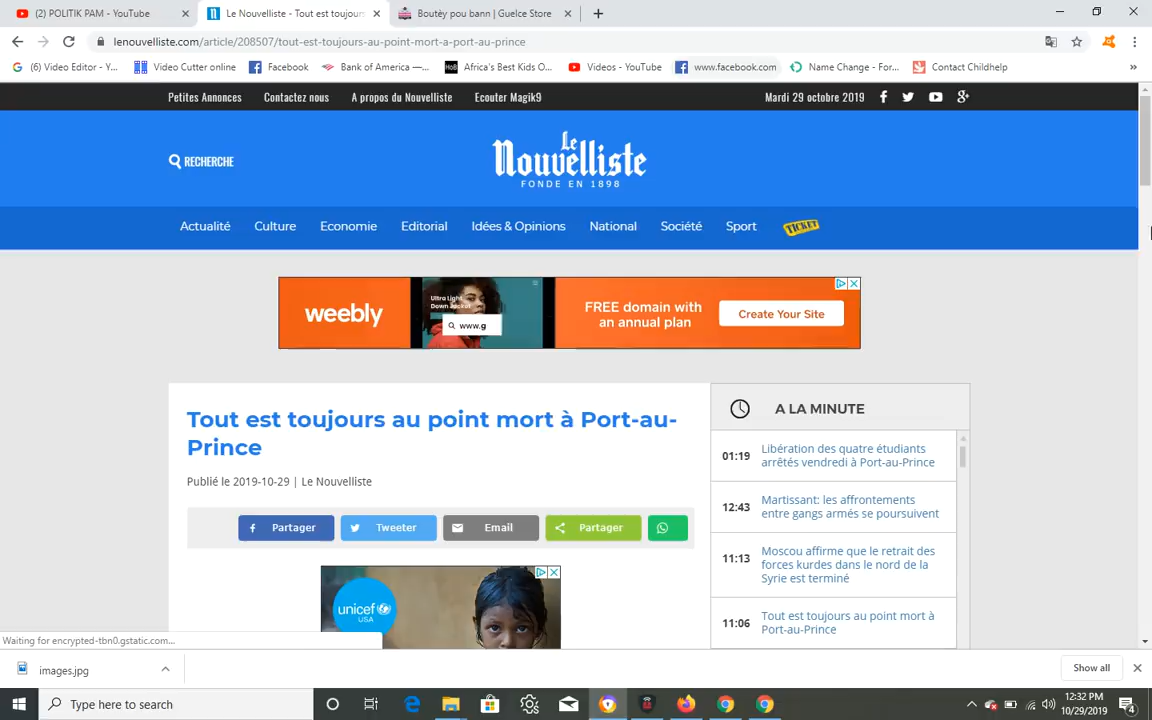 (2) POLITIK PAM - YouTube
Le Nouvelliste - Tout est toujours
Boutèy pou bann | Guelce Store
lenouvelliste.com/article/208507/tout-est-toujours-au-point-mort-a-port-au-prince
(6) Video Editor - Y...
Video Cutter online
Facebook
Bank of America —...
HoB
Africa's Best Kids O...
Videos - YouTube
www.facebook.com
Name Change - For...
Contact Childhelp
Petites Annonces
Contactez nous
A propos du Nouvelliste
Ecouter Magik9
Mardi 29 octobre 2019
RECHERCHE
Le
Nouvelliste
FONDE EN 1898
Actualité
Culture
Economie
Editorial
Idées & Opinions
National
Société
Sport
TICKET
weebly
Ultra Light
Down Jacket
www.g
FREE domain with
an annual plan
Create Your Site
Tout est toujours au point mort à Port-au-
Prince
Publié le 2019-10-29 | Le Nouvelliste
Partager
Tweeter
Email
Partager
unicef
USA
A LA MINUTE
01:19
Libération des quatre étudiants
arrêtés vendredi à Port-au-Prince
12:43
Martissant: les affrontements
entre gangs armés se poursuivent
11:13
Moscou affirme que le retrait des
forces kurdes dans le nord de la
Syrie est terminé
11:06
Tout est toujours au point mort à
Port-au-Prince
Waiting for encrypted-tbn0.gstatic.com...
images.jpg
Show all
Type here to search
12:32 PM
10/29/2019
4